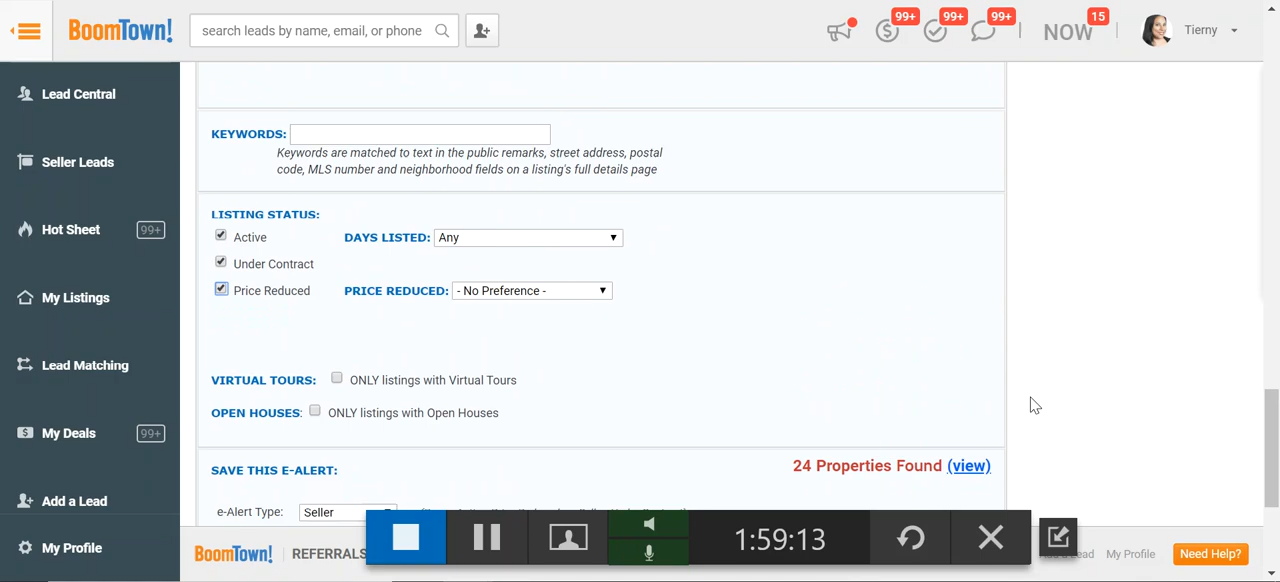 BoomTown!
search leads by name, email, or phone
99+
99+
99+
NOW
15
Tierny
Lead Central
Seller Leads
Hot Sheet
99+
My Listings
Lead Matching
My Deals
99+
Add a Lead
My Profile
KEYWORDS:
Keywords are matched to text in the public remarks, street address, postal
code, MLS number and neighborhood fields on a listing's full details page
LISTING STATUS:
Active
DAYS LISTED: Any
Under Contract
Price Reduced
PRICE REDUCED: - No Preference -
VIRTUAL TOURS: ONLY listings with Virtual Tours
OPEN HOUSES: ONLY listings with Open Houses
SAVE THIS E-ALERT:
24 Properties Found (view)
e-Alert Type: Seller
1:59:13
BoomTown!
REFERRALS
Lead
My Profile
Need Help?